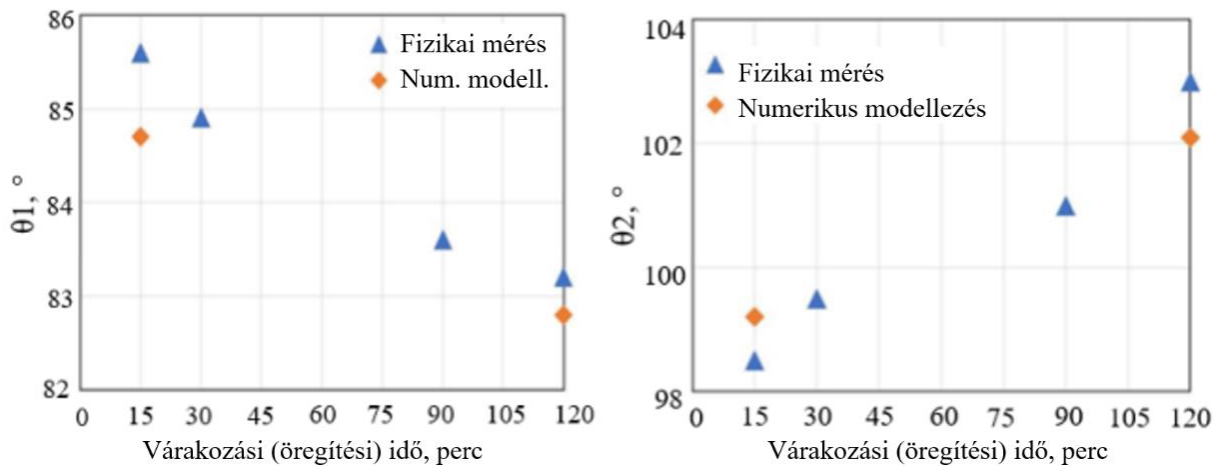 86
85
84
83
82
θ1, °
Fizikai mérés
Num. modell.
0 15 30 45 60 75 90 105 120
Várakozási (öregítési) idő, perc
104
102
100
98
θ2, °
Fizikai mérés
Numerikus modellezés
0 15 30 45 60 75 90 105 120
Várakozási (öregítési) idő, perc